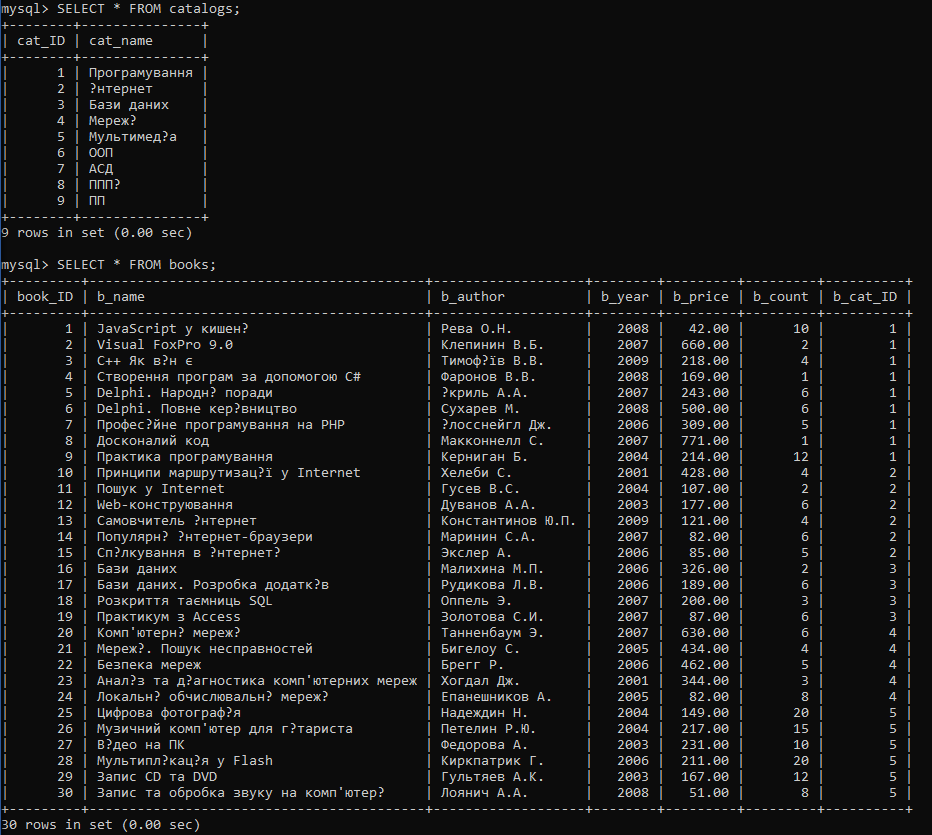 mysql> SELECT * FROM catalogs;
+--------+---------------+
| cat_ID | cat_name      |
+--------+---------------+
|      1 | Програмування |
|      2 | ?нтернет      |
|      3 | Бази даних    |
|      4 | Мереж?        |
|      5 | Мультимед?а   |
|      6 | ООП           |
|      7 | АСД           |
|      8 | ППП?          |
|      9 | ПП            |
+--------+---------------+
9 rows in set (0.00 sec)
mysql> SELECT * FROM books;
+---------+------------------------------------------+-------------------+--------+---------+---------+----------+
| book_ID | b_name                                   | b_author          | b_year | b_price | b_count | b_cat_ID |
+---------+------------------------------------------+-------------------+--------+---------+---------+----------+
|       1 | JavaScript у кишен?                      | Рева О.Н.         |   2008 |   42.00 |      10 |        1 |
|       2 | Visual FoxPro 9.0                        | Клепинин В.Б.     |   2007 |  660.00 |       2 |        1 |
|       3 | C++ Як в?н є                             | Тимоф?їв В.В.     |   2009 |  218.00 |       4 |        1 |
|       4 | Створення програм за допомогою C#        | Фаронов В.В.      |   2008 |  169.00 |       1 |        1 |
|       5 | Delphi. Народн? поради                   | ?криль А.А.       |   2007 |  243.00 |       6 |        1 |
|       6 | Delphi. Повне кер?вництво                | Сухарев М.        |   2008 |  500.00 |       6 |        1 |
|       7 | Профес?йне програмування на PHP          | ?лосснейгл Дж.    |   2006 |  309.00 |       5 |        1 |
|       8 | Досконалий код                           | Макконнелл С.     |   2007 |  771.00 |       1 |        1 |
|       9 | Практика програмування                   | Керниган Б.       |   2004 |  214.00 |      12 |        1 |
|      10 | Принципи маршрутизац?ї у Internet        | Хелеби С.         |   2001 |  428.00 |       4 |        2 |
|      11 | Пошук у Internet                         | Гусев В.С.        |   2004 |  107.00 |       2 |        2 |
|      12 | Web-конструювання                        | Дуванов А.А.      |   2003 |  177.00 |       6 |        2 |
|      13 | Самовчитель ?нтернет                     | Константинов Ю.П. |   2009 |  121.00 |       4 |        2 |
|      14 | Популярн? ?нтернет-браузери              | Маринин С.А.      |   2007 |   82.00 |       6 |        2 |
|      15 | Сп?лкування в ?нтернет?                  | Экслер А.         |   2006 |   85.00 |       5 |        2 |
|      16 | Бази даних                               | Малихина М.П.     |   2006 |  326.00 |       2 |        3 |
|      17 | Бази даних. Розробка додатк?в            | Рудикова Л.В.     |   2006 |  189.00 |       6 |        3 |
|      18 | Розкриття таємниць SQL                   | Оппель Э.         |   2007 |  200.00 |       3 |        3 |
|      19 | Практикум з Access                       | Золотова С.И.     |   2007 |   87.00 |       6 |        3 |
|      20 | Комп'ютерн? мереж?                       | Танненбаум Э.     |   2007 |  630.00 |       6 |        4 |
|      21 | Мереж?. Пошук несправностей              | Бигелоу С.        |   2005 |  434.00 |       4 |        4 |
|      22 | Безпека мереж                            | Брегг Р.          |   2006 |  462.00 |       5 |        4 |
|      23 | Анал?з та д?агностика комп'ютерних мереж | Хогдал Дж.        |   2001 |  344.00 |       3 |        4 |
|      24 | Локальн? обчислювальн? мереж?            | Епанешников А.    |   2005 |   82.00 |       8 |        4 |
|      25 | Цифрова фотограф?я                       | Надеждин Н.       |   2004 |  149.00 |      20 |        5 |
|      26 | Музичний комп'ютер для г?тариста         | Петелин Р.Ю.      |   2004 |  217.00 |      15 |        5 |
|      27 | В?део на ПК                              | Федорова А.       |   2003 |  231.00 |      10 |        5 |
|      28 | Мультипл?кац?я у Flash                   | Киркпатрик Г.     |   2006 |  211.00 |      20 |        5 |
|      29 | Запис CD та DVD                          | Гультяев А.К.     |   2003 |  167.00 |      12 |        5 |
|      30 | Запис та обробка звуку на комп'ютер?     | Лоянич А.А.       |   2008 |   51.00 |       8 |        5 |
+---------+------------------------------------------+-------------------+--------+---------+---------+----------+
30 rows in set (0.00 sec)